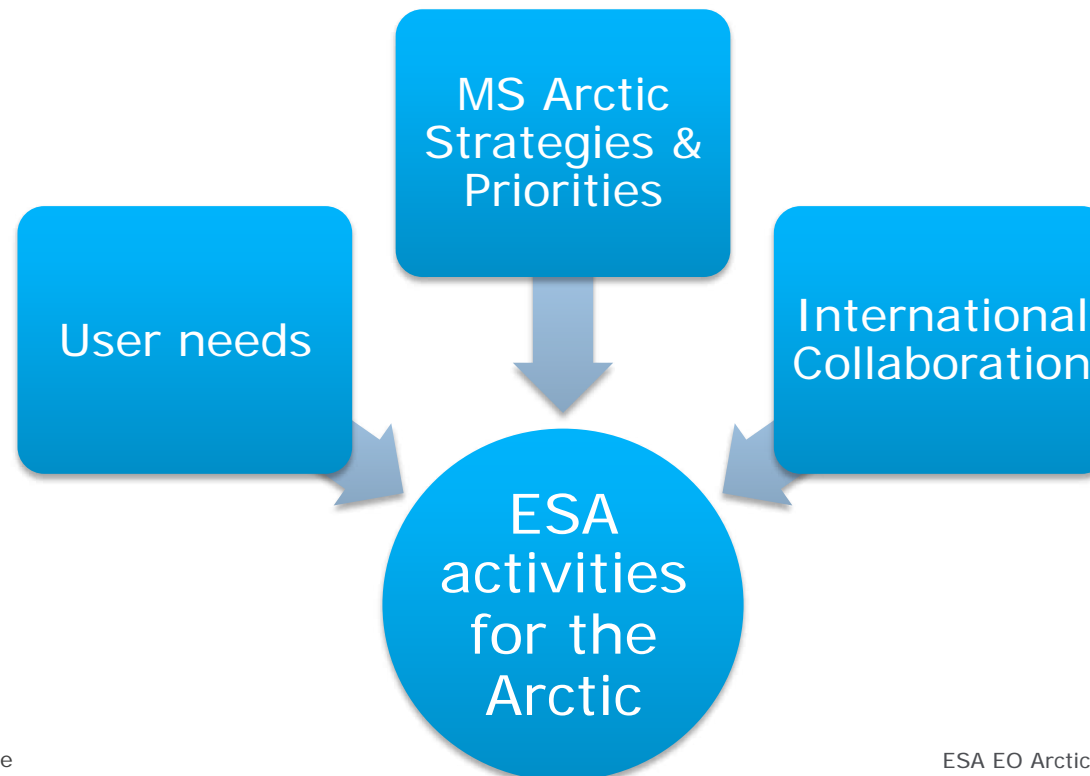 MS Arctic
Strategies &
Priorities
User needs
International
Collaboration
ESA
activities
for the
Arctic
e
ESA EO Arctic